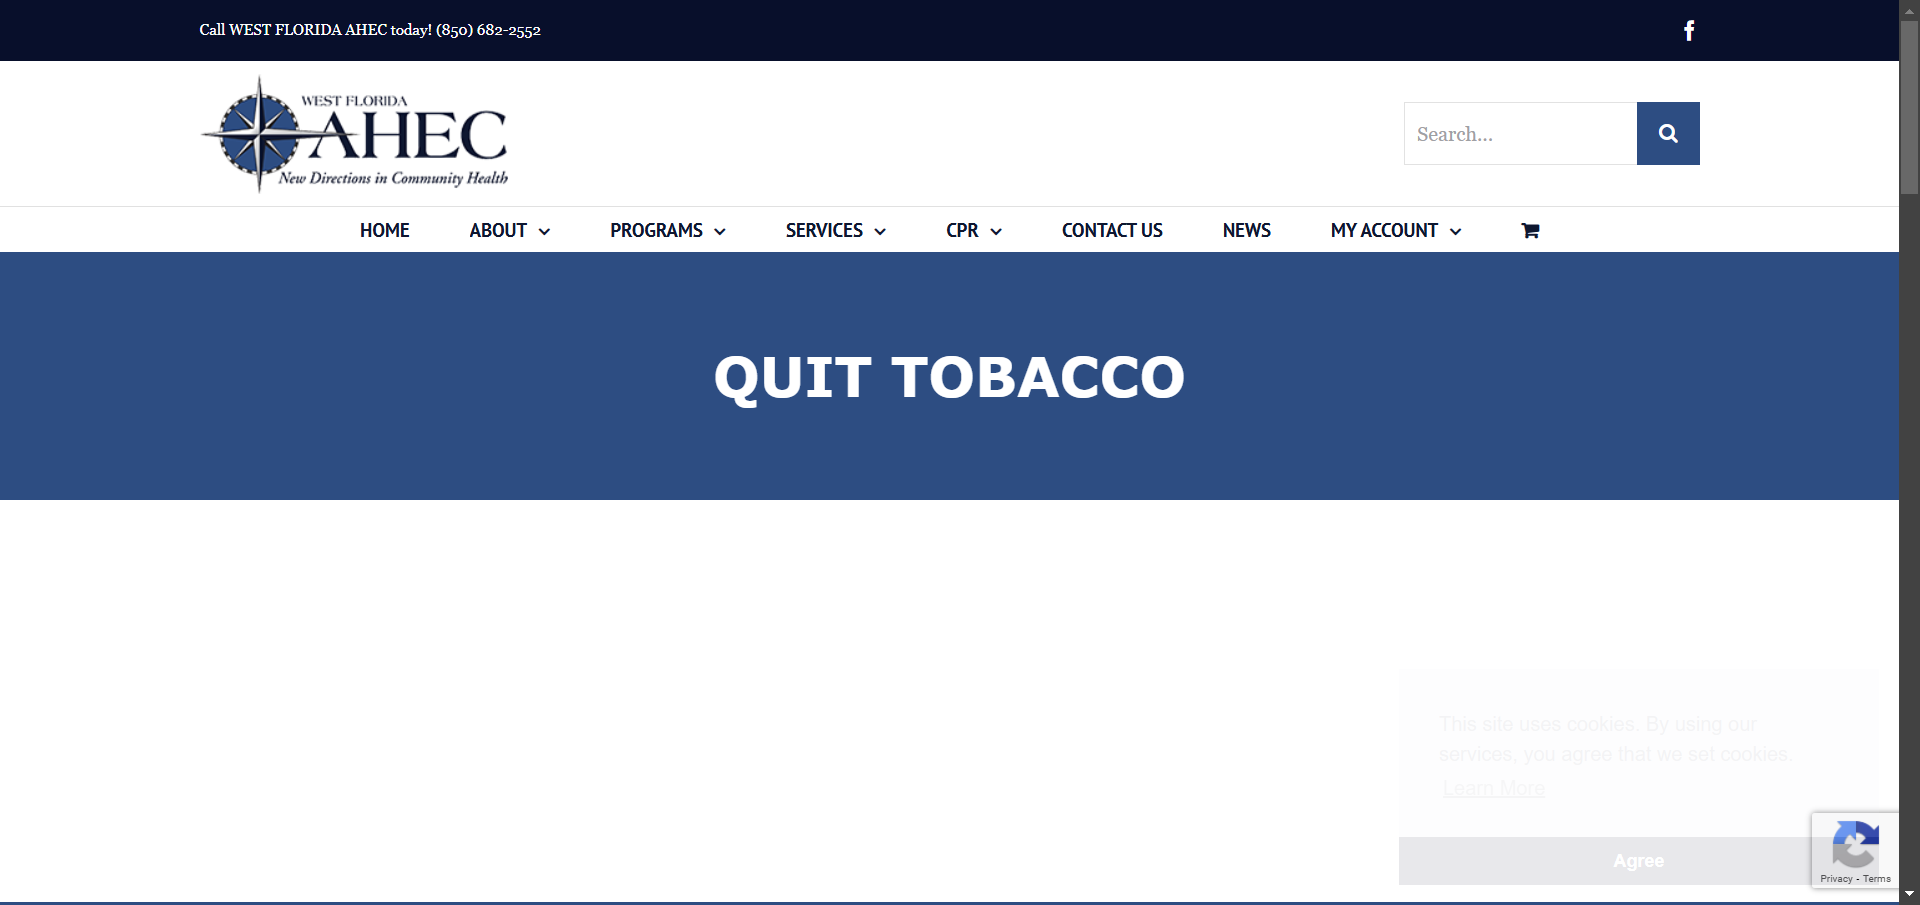 Call WEST FLORIDA AHEC today! (850) 682-2552
WEST FLORIDA
AHEC
New Directions in Community Health
Search...
HOME ABOUT PROGRAMS SERVICES CPR CONTACT US NEWS MY ACCOUNT
QUIT TOBACCO
This site uses cookies. By using our
services, you agree that we set cookies.
Learn More
Agree
Privacy - Terms